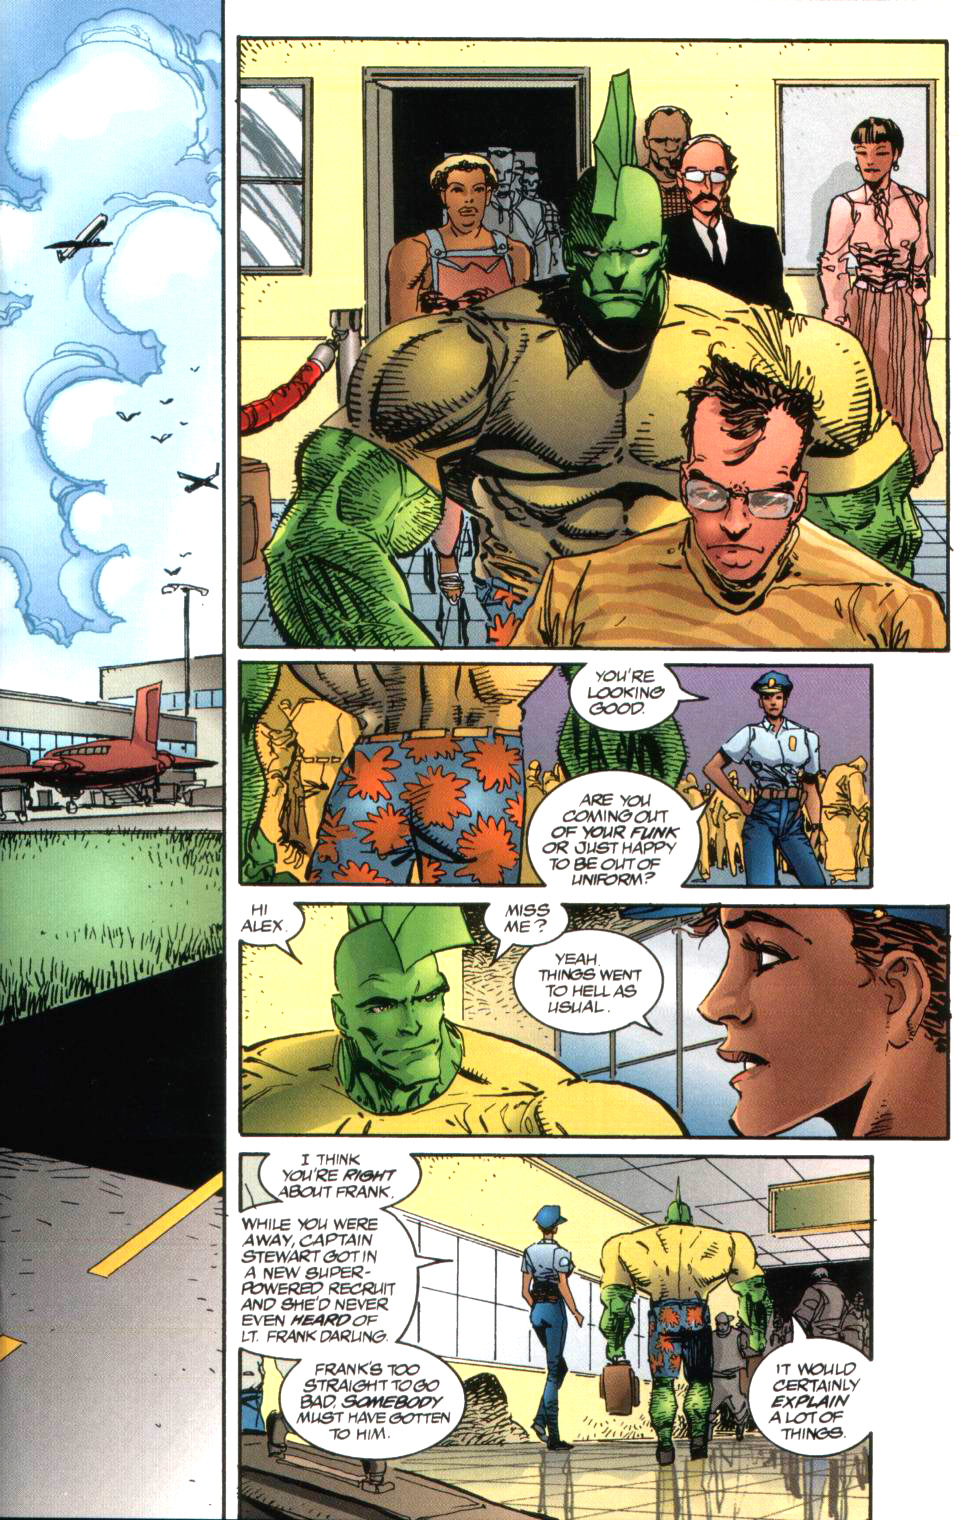 YOU'RE
LOOKING
GOOD.
ARE YOU
COMING OUT
OF YOUR FUNK
OR JUST HAPPY
TO BE OUT OF
UNIFORM?
HI
ALEX.
MISS
ME?
YEAH.
THINGS WENT
TO HELL AS
USUAL.
I THINK
YOU'RE RIGHT
ABOUT FRANK.
WHILE YOU WERE
AWAY, CAPTAIN
STEWART GOT IN
A NEW SUPER-
POWERED RECRUIT
AND SHE'D NEVER
EVEN HEARD OF
LT. FRANK DARLING.
FRANK'S TOO
STRAIGHT TO GO
BAD. SOMEBODY
MUST HAVE GOTTEN
TO HIM.
IT WOULD
CERTAINLY
EXPLAIN
A LOT OF
THINGS.